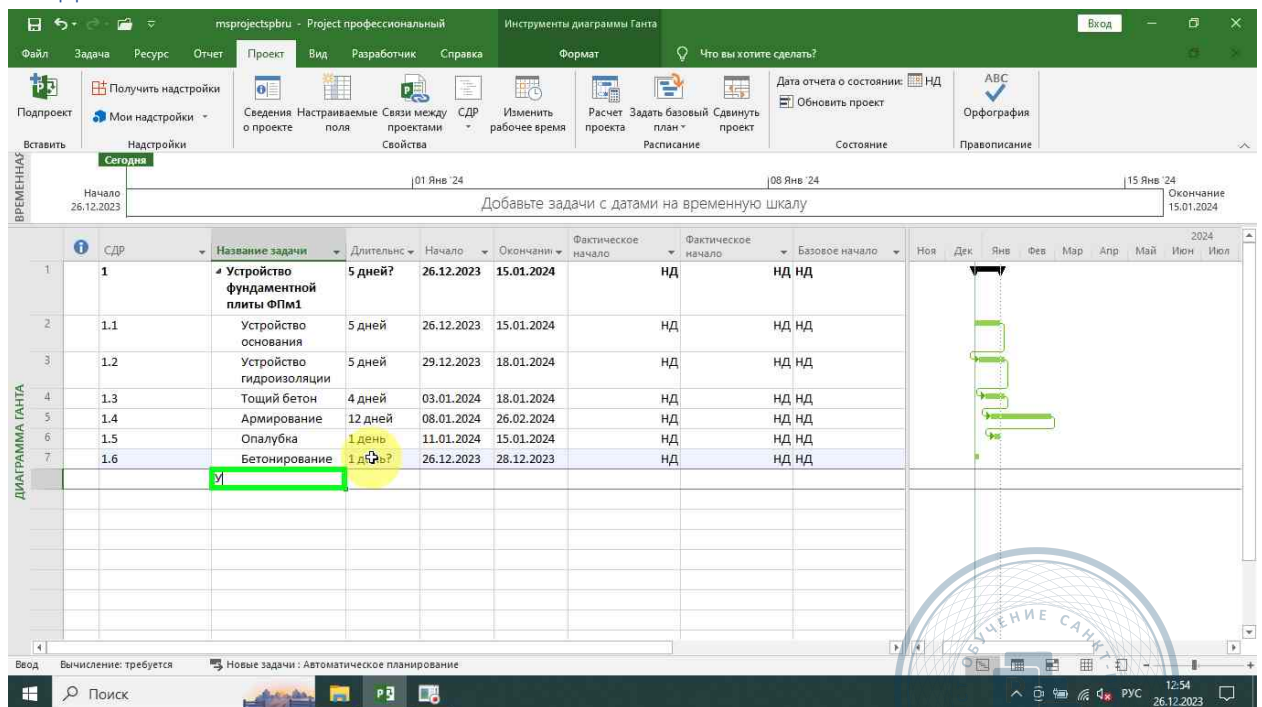 msprojectspbru - Project профессиональный
Инструменты диаграммы Ганта
Вход
Файл Задача Ресурс Отчет Проект Вид Разработчик Справка Формат Что вы хотите сделать?
Подпроект
Получить надстройки
Мои надстройки
Сведения о проекте
Настраиваемые поля
Связи между проектами
СДР
Изменить рабочее время
Расчет проекта
Задать базовый план
Сдвинуть проект
Дата отчета о состоянии: НД
Обновить проект
ABC
Орфография
Вставить Надстройки Свойства Расписание Состояние Правописание
ВРЕМЕННАЯ
Сегодня
01 Янв '24 08 Янв '24 15 Янв '24
Начало
26.12.2023
Добавьте задачи с датами на временную шкалу
Окончание
15.01.2024
СДР Название задачи Длительнс Начало Окончани Фактическое начало Фактическое начало Базовое начало
2024
Ноя Дек Янв Фев Мар Апр Май Июн Июл
1 1 Устройство фундаментной плиты ФПм1 5 дней? 26.12.2023 15.01.2024 НД НД НД
2 1.1 Устройство основания 5 дней 26.12.2023 15.01.2024 НД НД НД
3 1.2 Устройство гидроизоляции 5 дней 29.12.2023 18.01.2024 НД НД НД
4 1.3 Тощий бетон 4 дней 03.01.2024 18.01.2024 НД НД НД
5 1.4 Армирование 12 дней 08.01.2024 26.02.2024 НД НД НД
6 1.5 Опалубка 1 день 11.01.2024 15.01.2024 НД НД НД
7 1.6 Бетонирование 1 день? 26.12.2023 28.12.2023 НД НД НД
У
ДИАГРАММА ГАНТА
ОБУЧЕНИЕ САНКТ
Ввод Вычисление: требуется Новые задачи : Автоматическое планирование
Поиск
РУС
12:54
26.12.2023